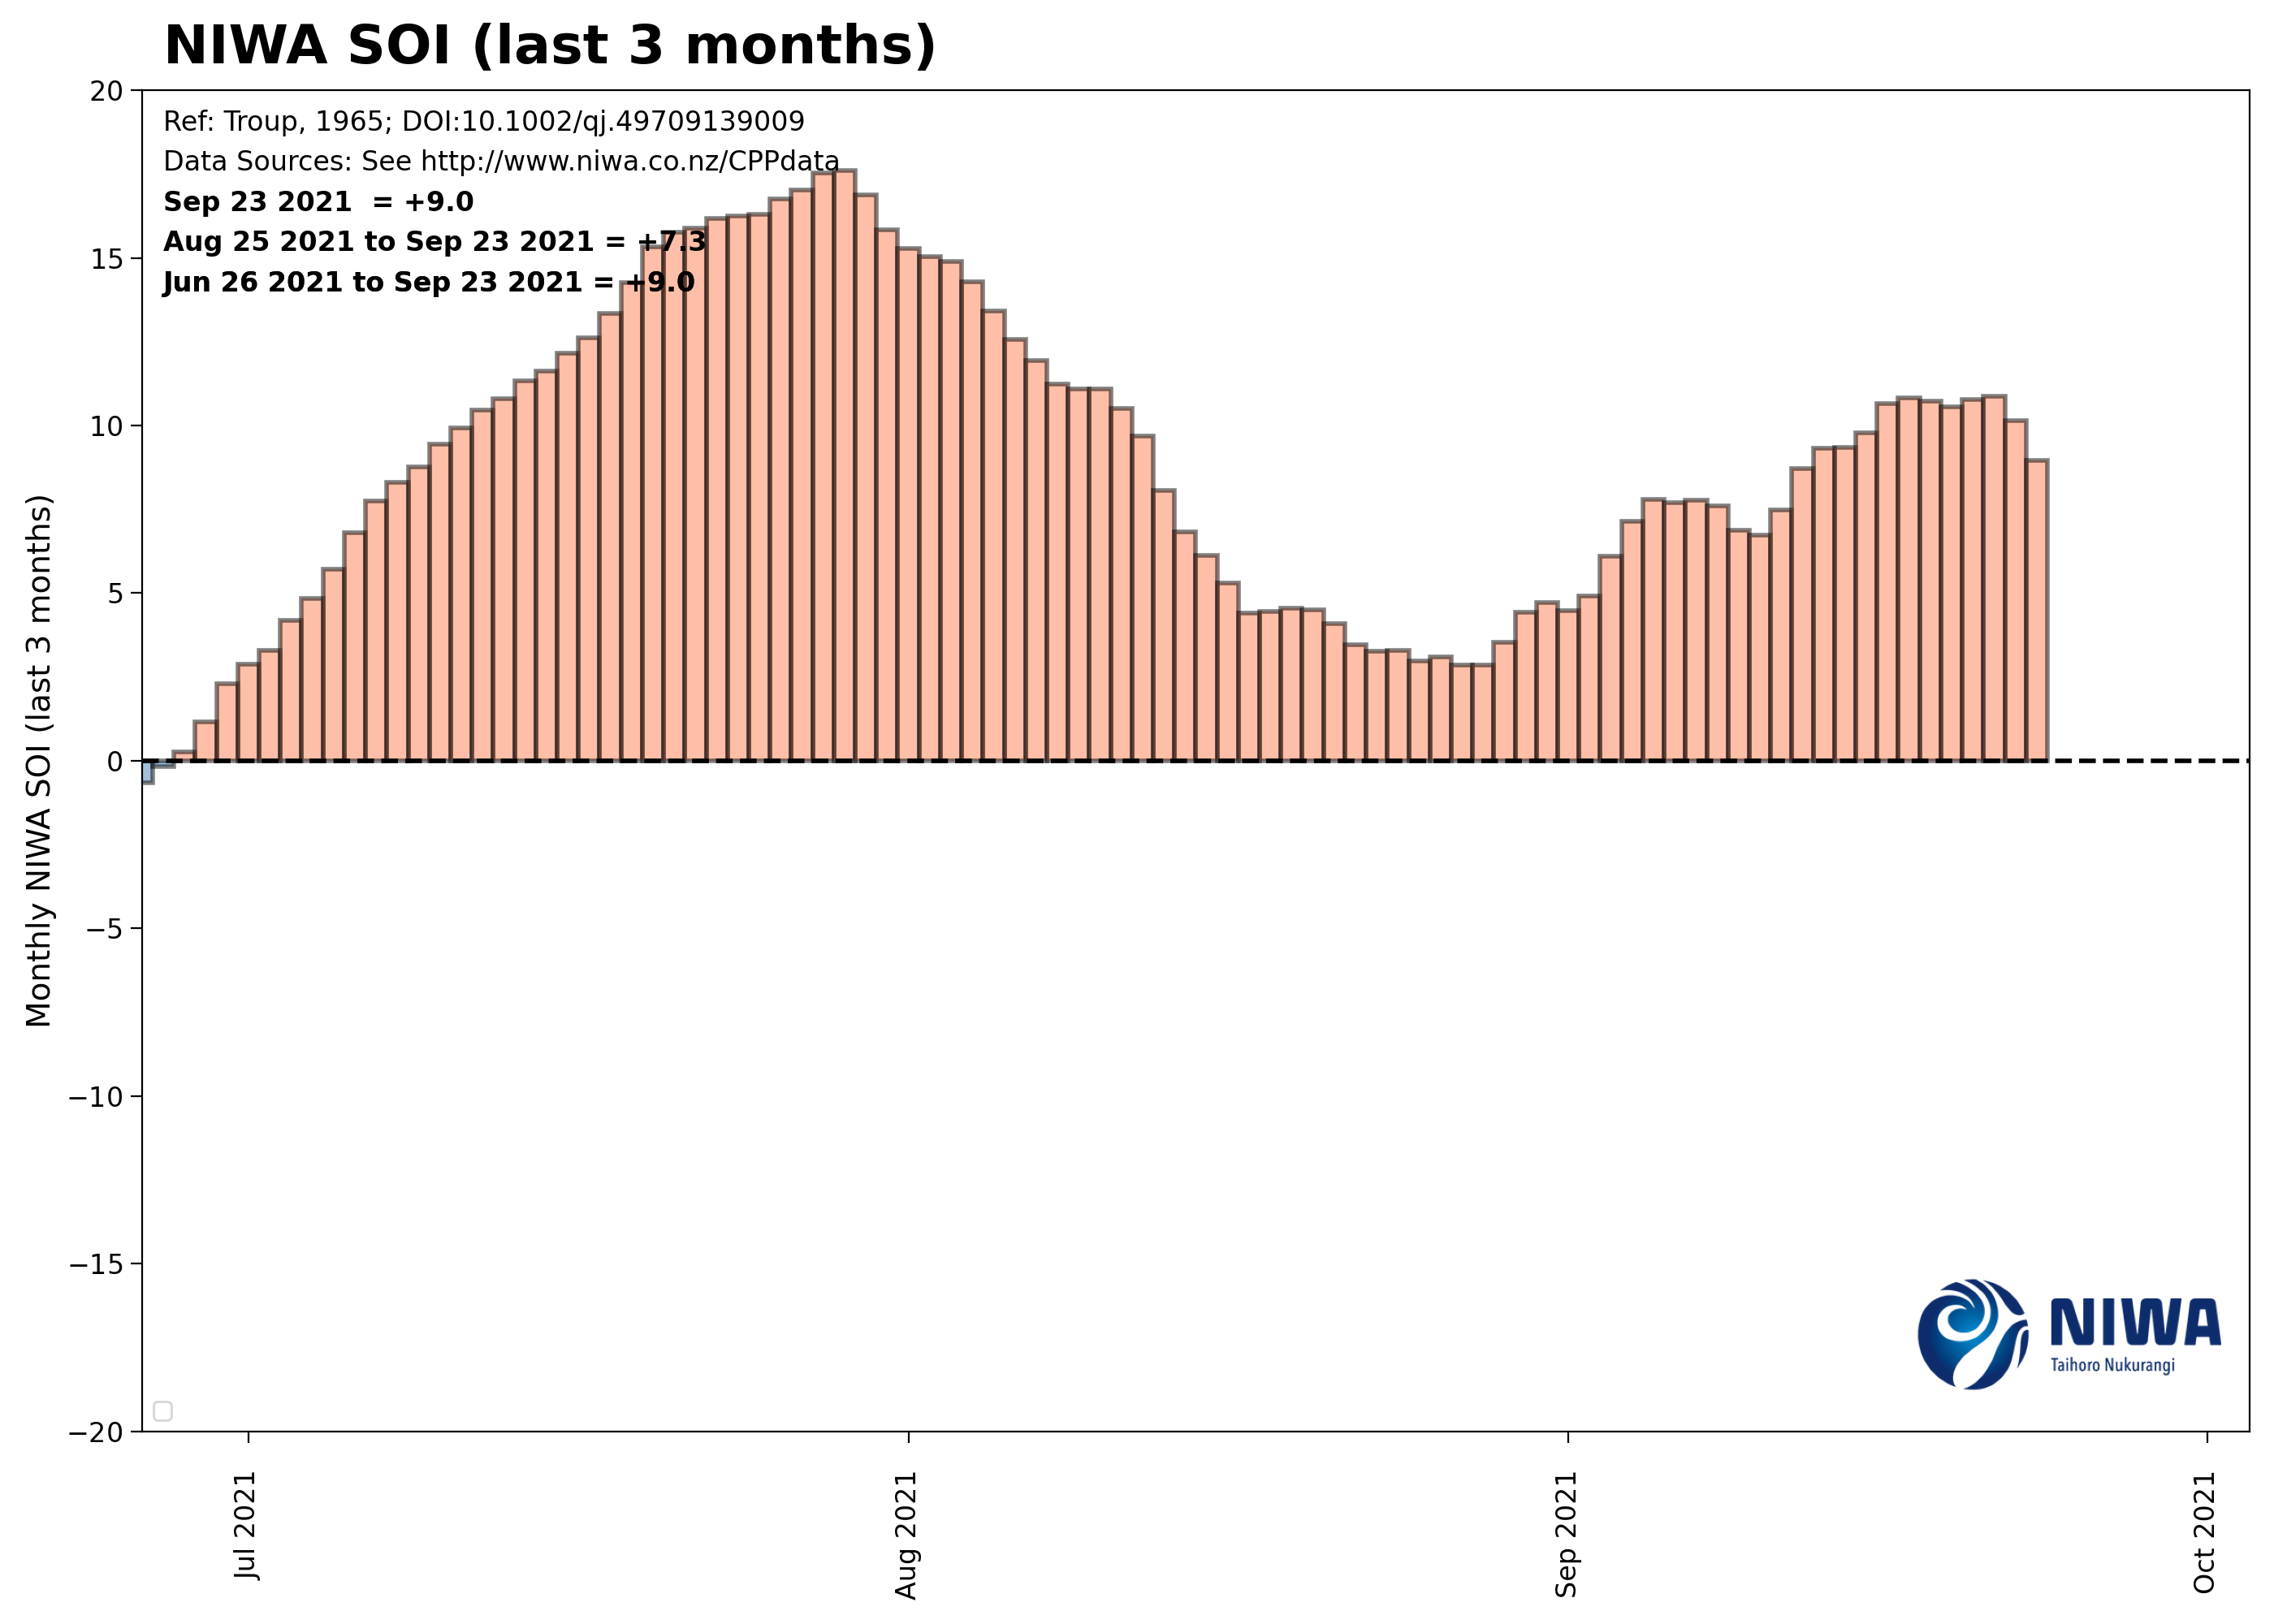 NIWA SOI (last 3 months)
Ref: Troup, 1965; DOI:10.1002/qj.49709139009
Data Sources: See http://www.niwa.co.nz/CPPdata
Sep 23 2021  = +9.0
Aug 25 2021 to Sep 23 2021 = +7.3
Jun 26 2021 to Sep 23 2021 = +9.0
Monthly NIWA SOI (last 3 months)
20
15
10
5
0
−5
−10
−15
−20
NIWA
Taihoro Nukurangi
Jul 2021
Aug 2021
Sep 2021
Oct 2021